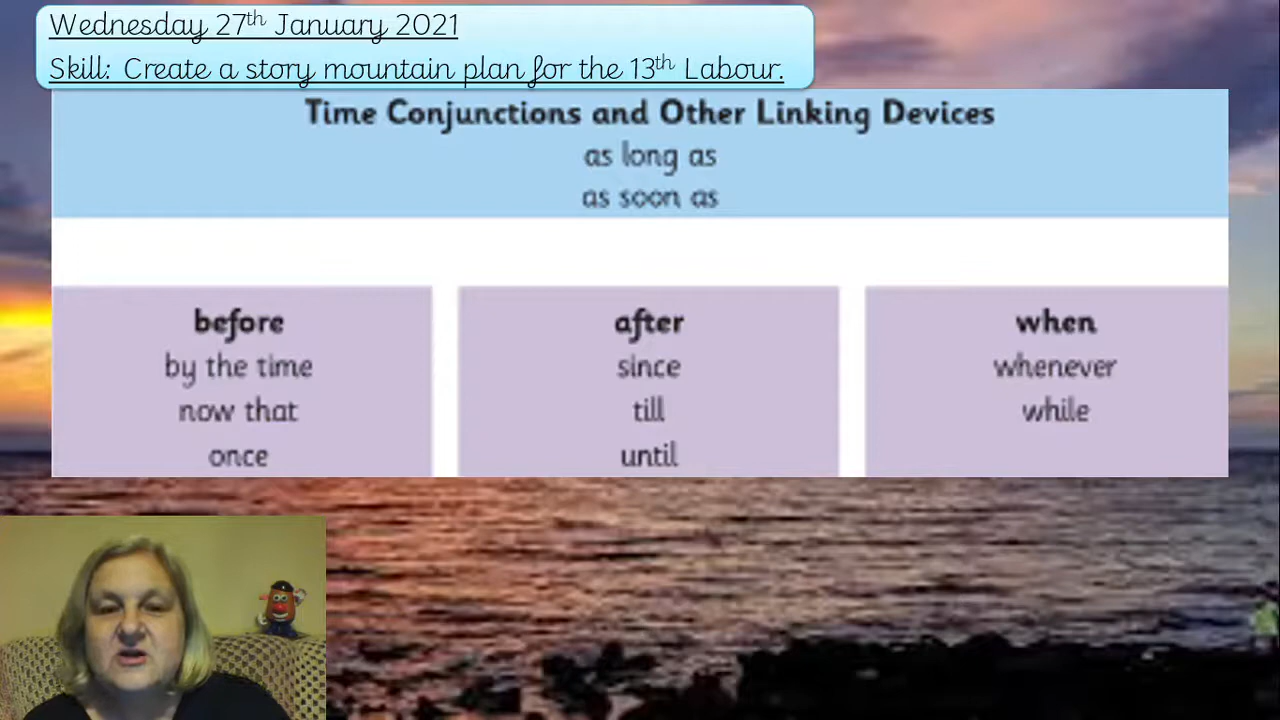 Wednesday 27th January 2021
Skill: Create a story mountain plan for the 13th Labour.
Time Conjunctions and Other Linking Devices
as long as
as soon as
before
by the time
now that
once
after
since
till
until
when
whenever
while